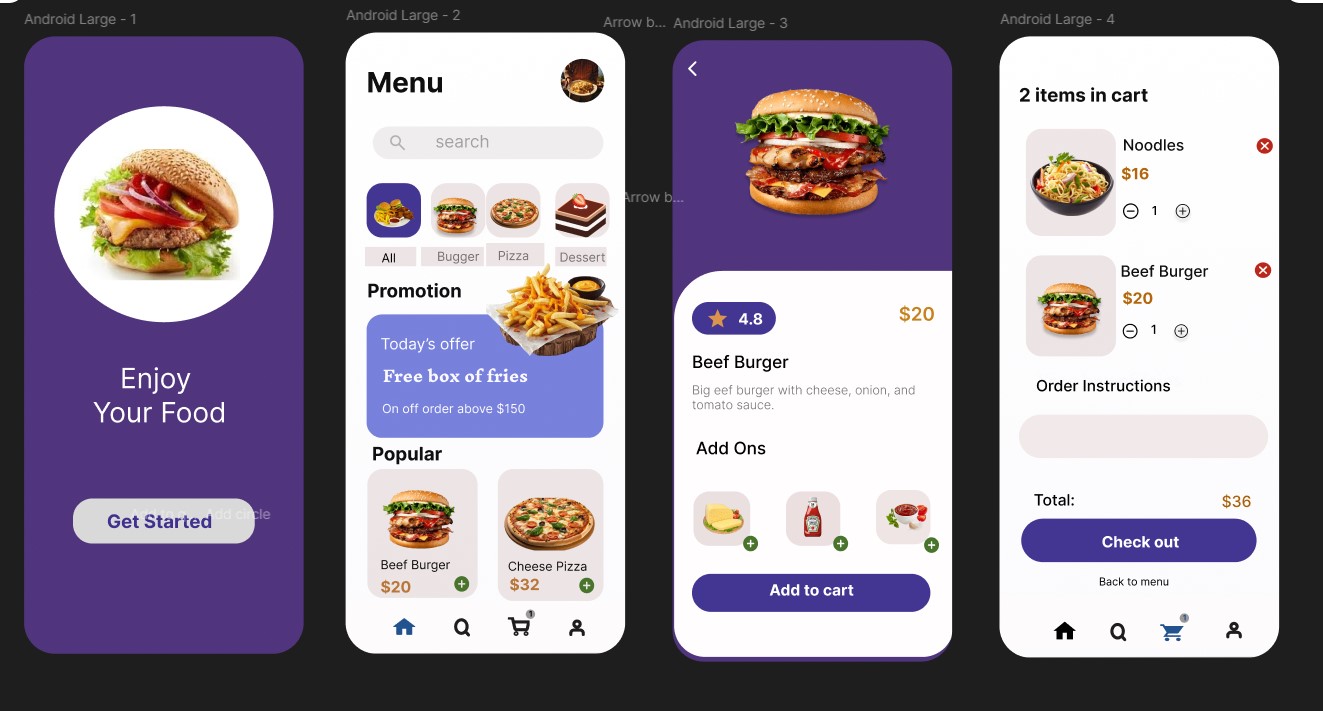 Android Large - 1
Enjoy
Your Food
Add to c... Add circle
Get Started
Android Large - 2
Menu
search
All Bugger Pizza Dessert
Promotion
Today's offer
Free box of fries
On off order above $150
Popular
Beef Burger
$20
Cheese Pizza
$32
1
Arrow b...
Arrow b...
Android Large - 3
4.8
$20
Beef Burger
Big eef burger with cheese, onion, and
tomato sauce.
Add Ons
Add to cart
Android Large - 4
2 items in cart
Noodles
$16
1
Beef Burger
$20
1
Order Instructions
Total: $36
Check out
Back to menu
1